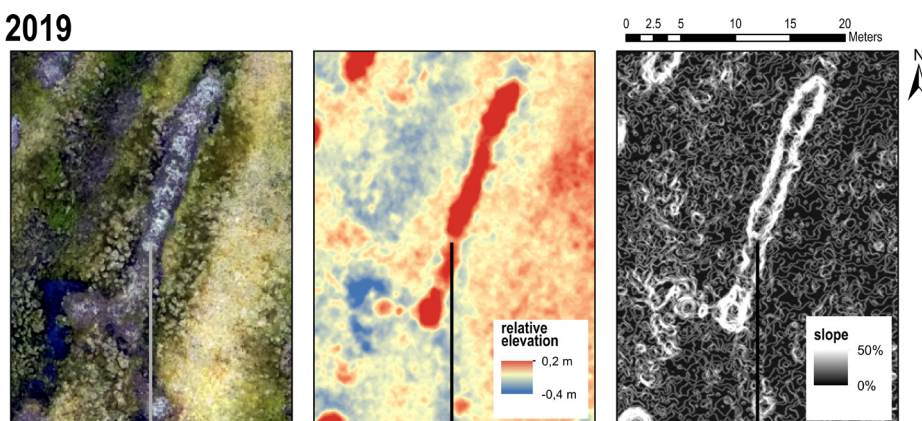 2019
0 2.5 5 10 15 20
Meters
N
relative
elevation
0,2 m
-0,4 m
slope
50%
0%